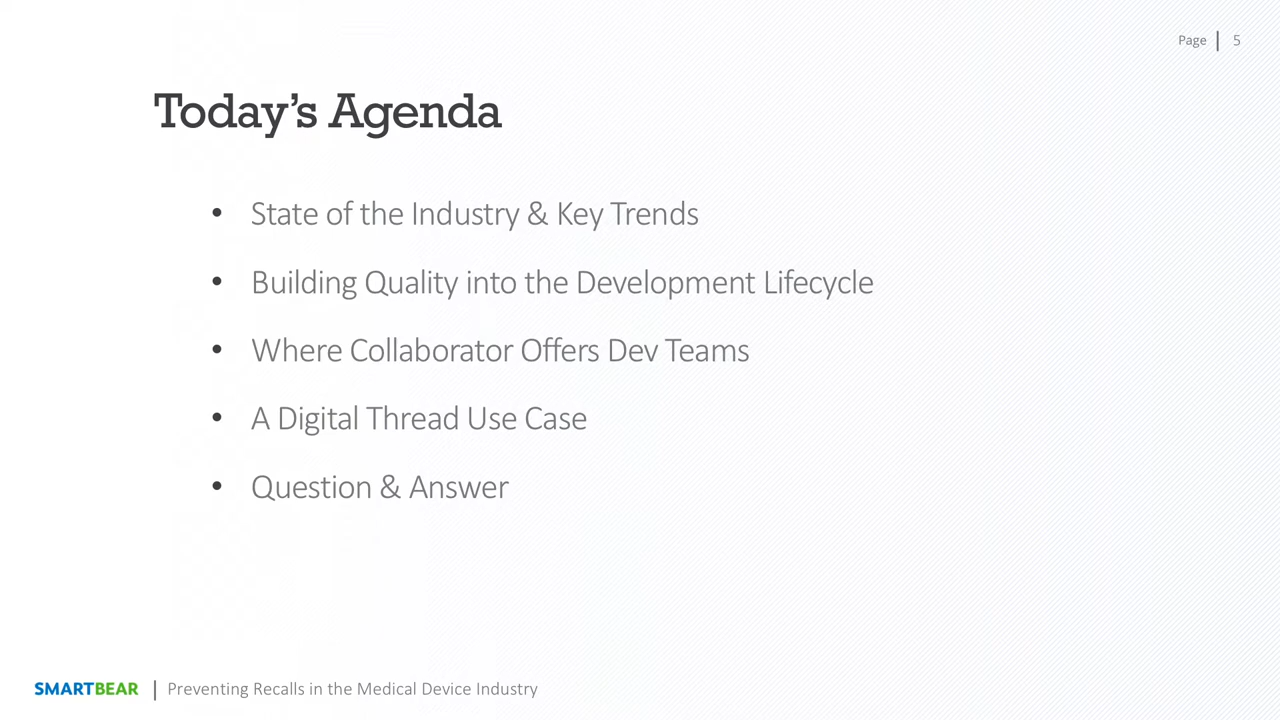 Page | 5
Today’s Agenda
• State of the Industry & Key Trends
• Building Quality into the Development Lifecycle
• Where Collaborator Offers Dev Teams
• A Digital Thread Use Case
• Question & Answer
SMARTBEAR | Preventing Recalls in the Medical Device Industry